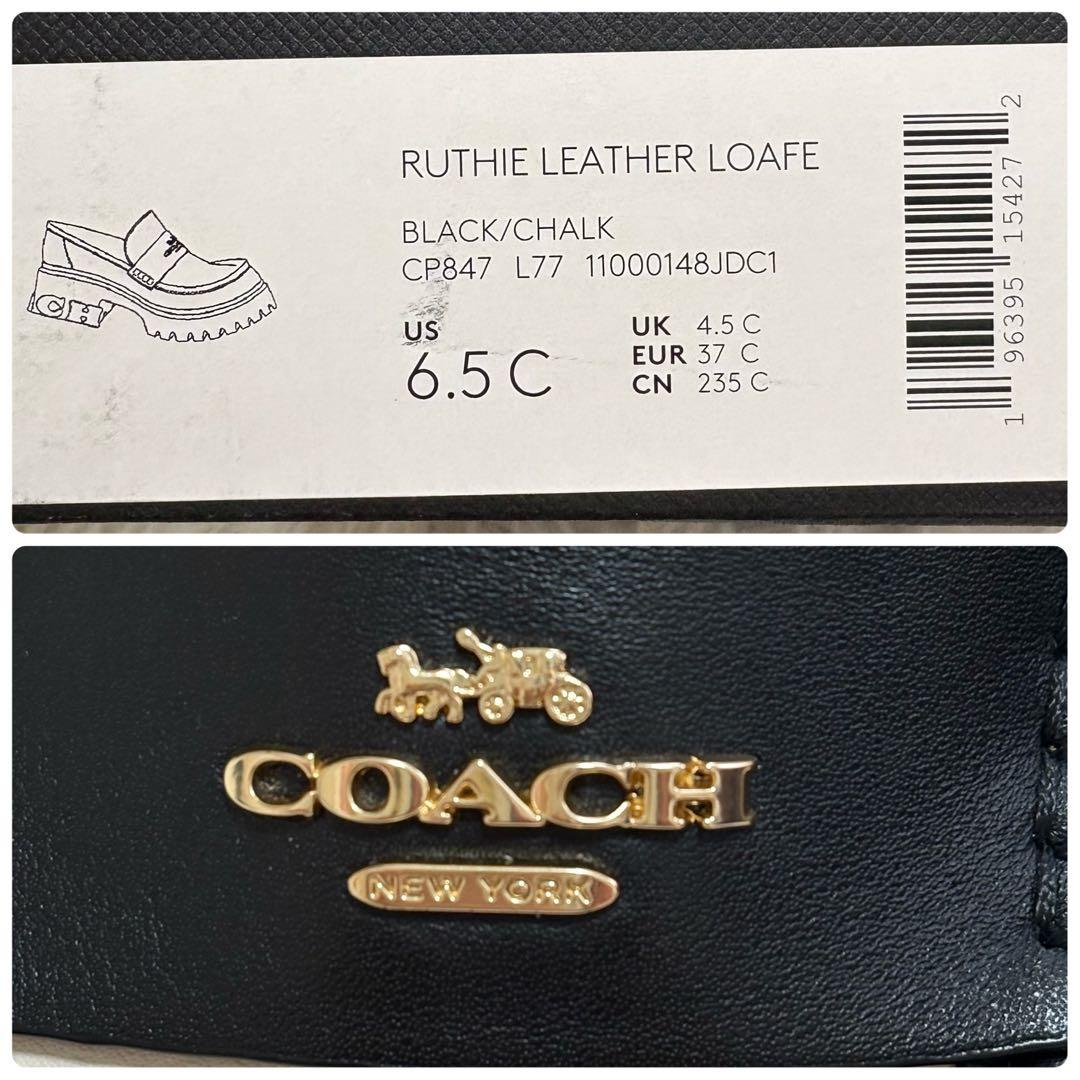 RUTHIE LEATHER LOAFE
BLACK/CHALK
CP847 L77 11000148JDC1
US
6.5 C
UK 4.5 C
EUR 37 C
CN 235 C
1 96395 15427 2
CH
COACH
NEW YORK